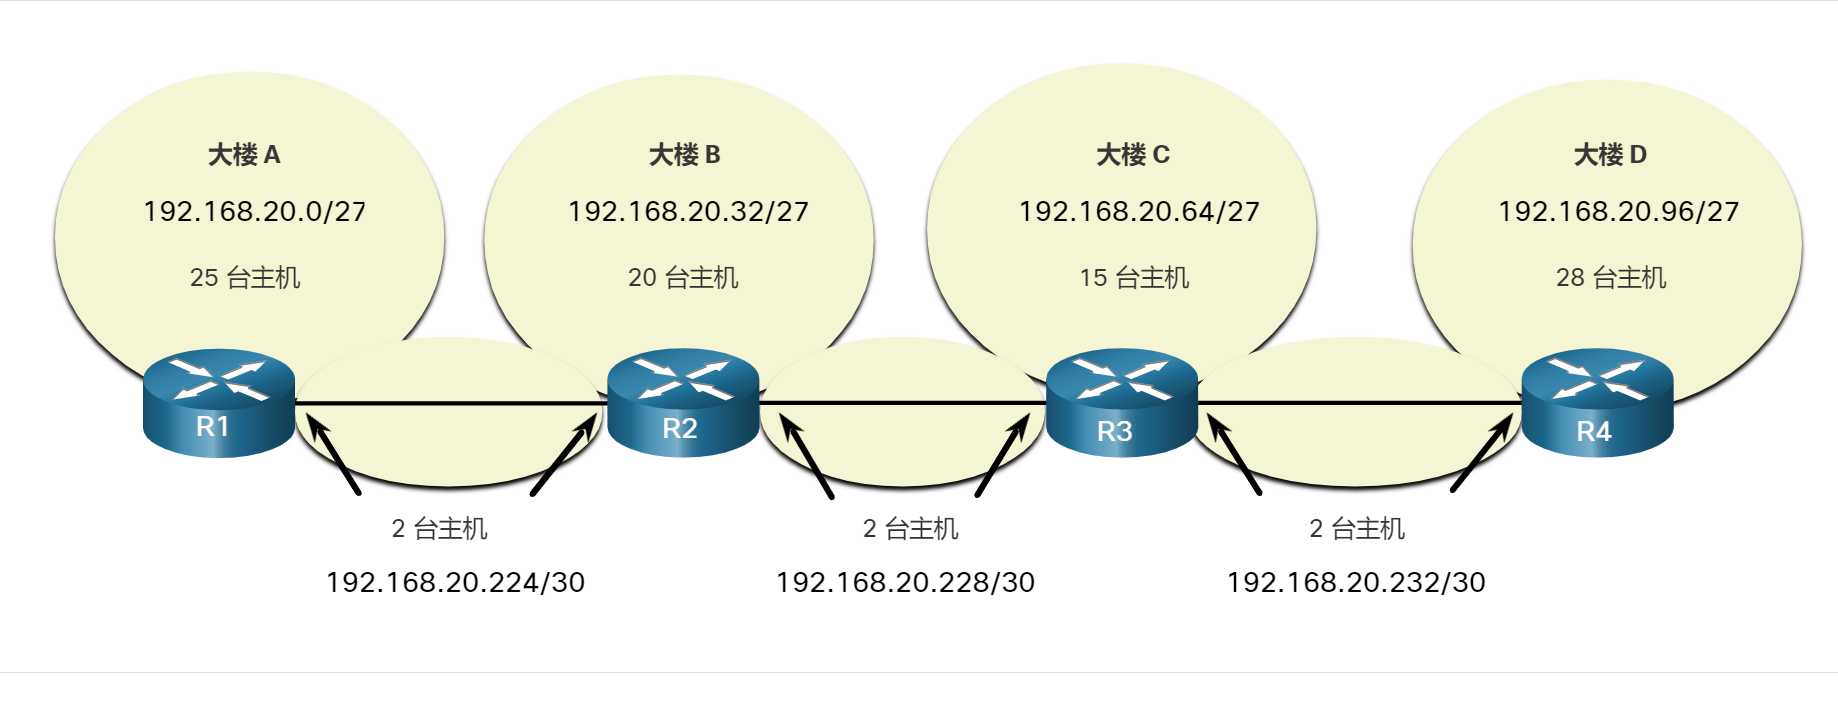 大楼 A
192.168.20.0/27
25 台主机
大楼 B
192.168.20.32/27
20 台主机
大楼 C
192.168.20.64/27
15 台主机
大楼 D
192.168.20.96/27
28 台主机
R1
R2
R3
R4
2 台主机
192.168.20.224/30
2 台主机
192.168.20.228/30
2 台主机
192.168.20.232/30